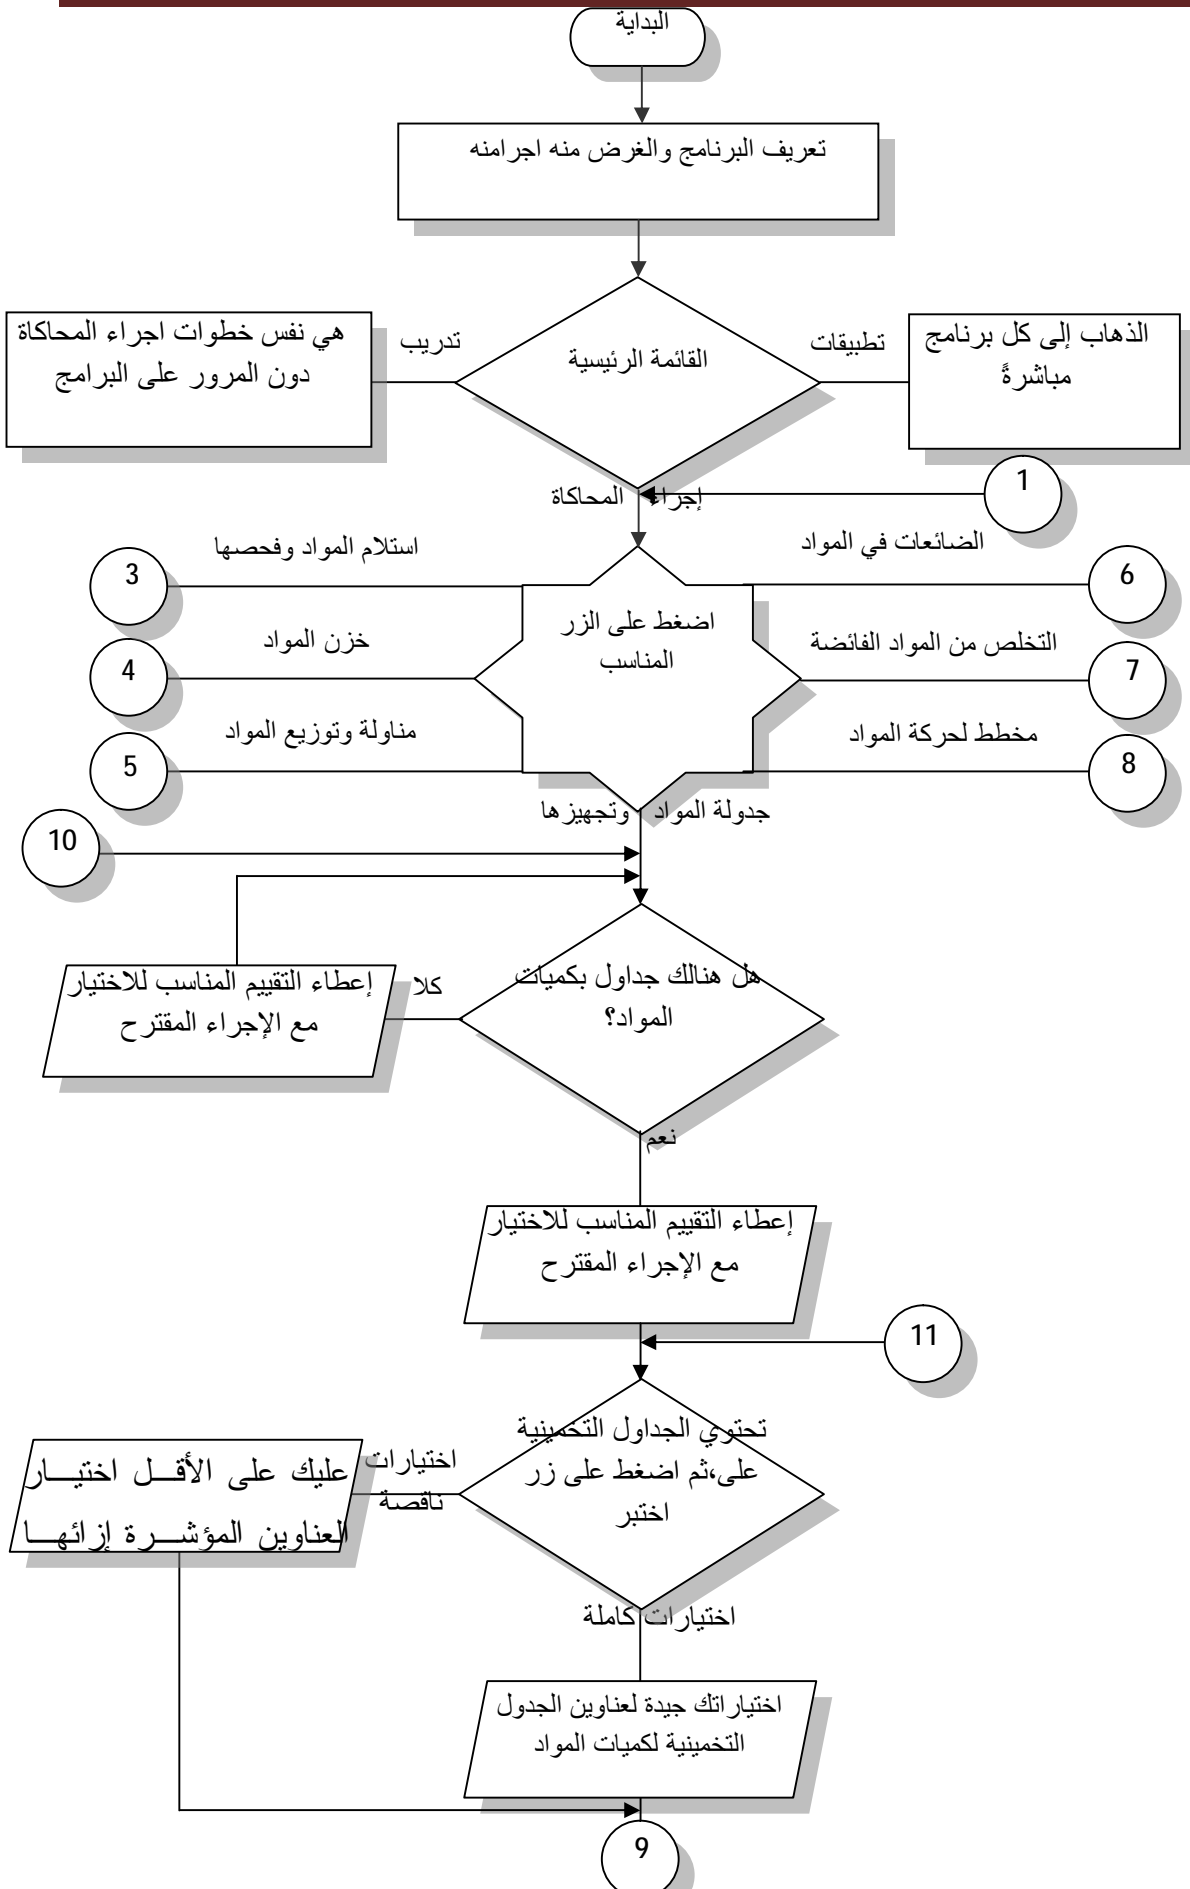 البداية
تعريف البرنامج والغرض منه اجرامنه
القائمة الرئيسية
تطبيقات
الذهاب إلى كل برنامج
مباشرةً
تدريب
هي نفس خطوات اجراء المحاكاة
دون المرور على البرامج
1
إجراء المحاكاة
اضغط على الزر
المناسب
الضائعات في المواد
6
التخلص من المواد الفائضة
7
مخطط لحركة المواد
8
استلام المواد وفحصها
3
خزن المواد
4
مناولة وتوزيع المواد
5
جدولة المواد وتجهيزها
10
هل هنالك جداول بكميات
المواد؟
كلا
إعطاء التقييم المناسب للاختيار
مع الإجراء المقترح
نعم
إعطاء التقييم المناسب للاختيار
مع الإجراء المقترح
11
تحتوي الجداول التخمينية
على،ثم اضغط على زر
اختبر
اختيارات
ناقصة
عليك على الأقل اختيار
العناوين المؤشرة إزائها
اختيارات كاملة
اختياراتك جيدة لعناوين الجدول
التخمينية لكميات المواد
9